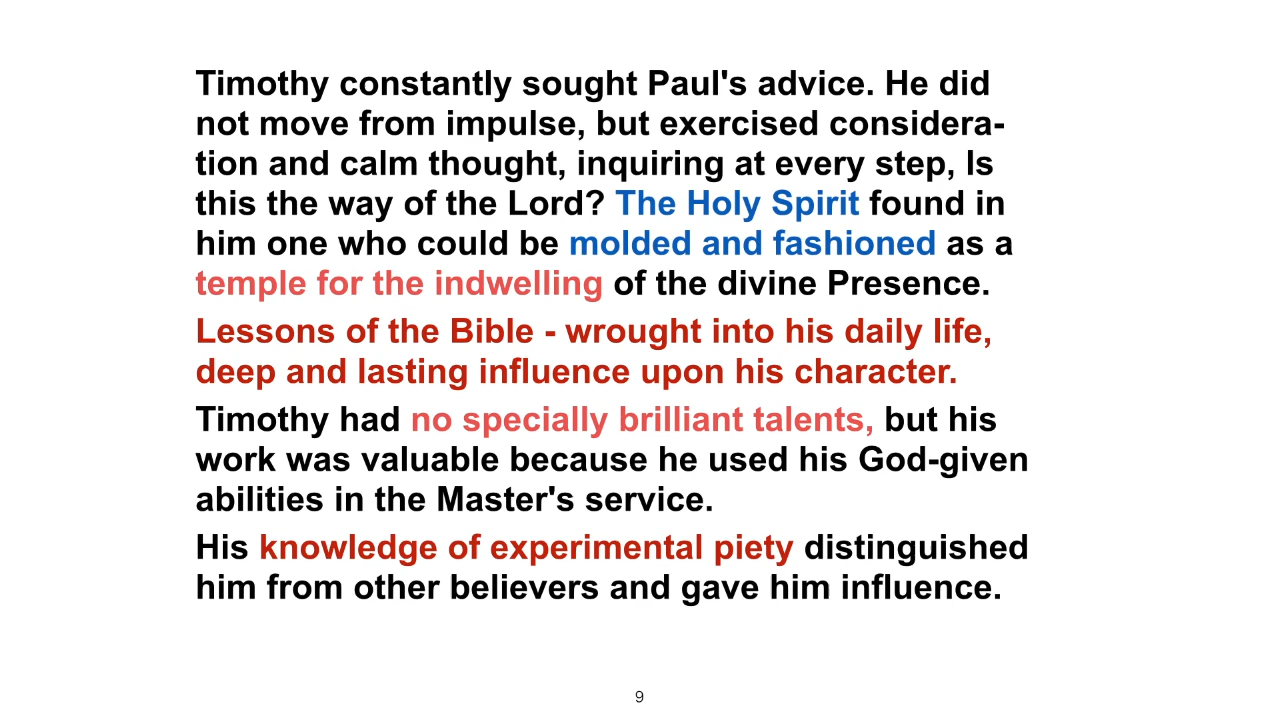 Timothy constantly sought Paul's advice. He did
not move from impulse, but exercised considera-
tion and calm thought, inquiring at every step, Is
this the way of the Lord? The Holy Spirit found in
him one who could be molded and fashioned as a
temple for the indwelling of the divine Presence.
Lessons of the Bible - wrought into his daily life,
deep and lasting influence upon his character.
Timothy had no specially brilliant talents, but his
work was valuable because he used his God-given
abilities in the Master's service.
His knowledge of experimental piety distinguished
him from other believers and gave him influence.
9